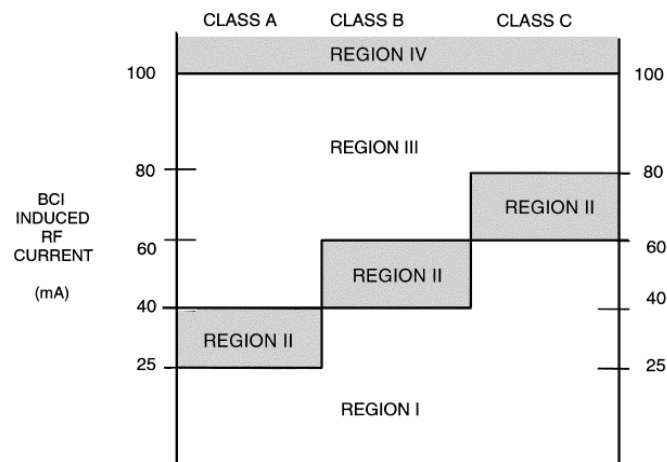 CLASS A CLASS B CLASS C
REGION IV
100 100
REGION III
80 80
REGION II
BCI
INDUCED
RF
CURRENT
(mA)
60 60
REGION II
40 40
REGION II
25 25
REGION I